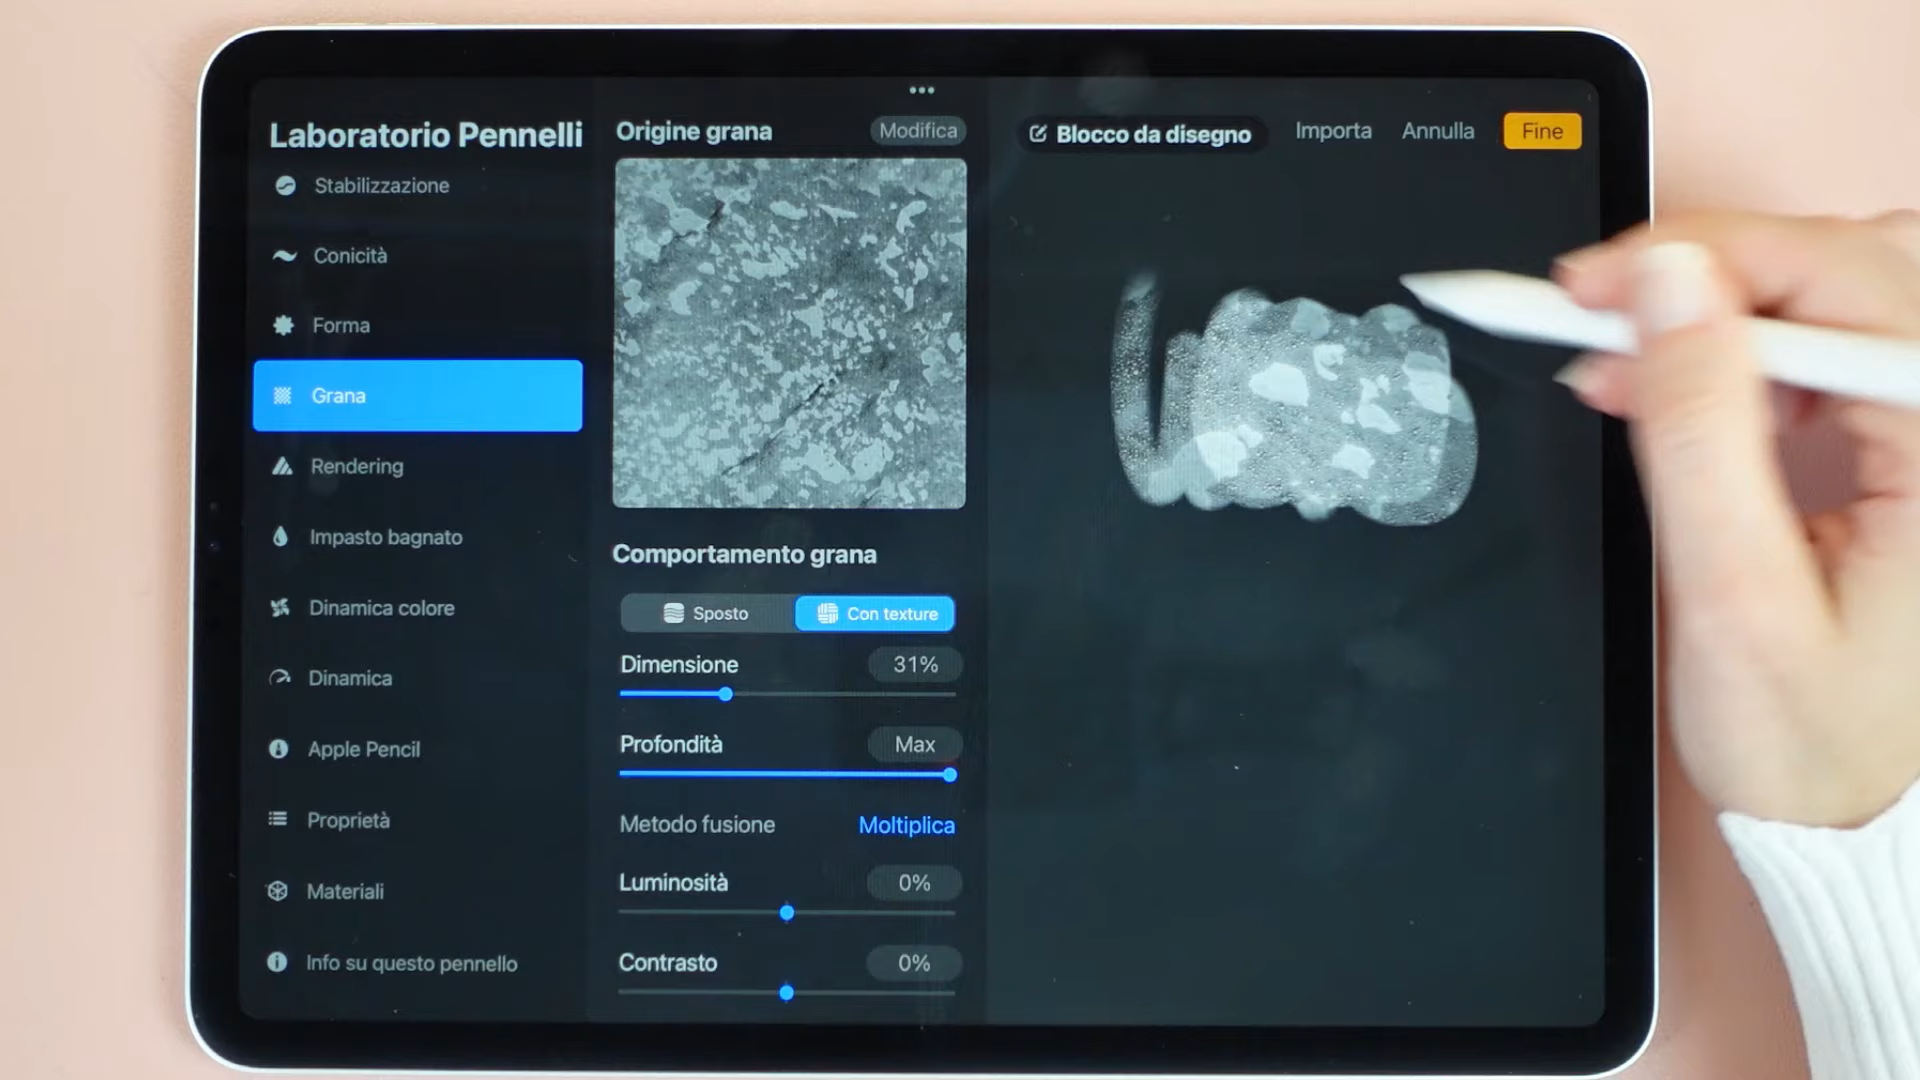 Laboratorio Pennelli
Stabilizzazione
Conicità
Forma
Grana
Rendering
Impasto bagnato
Dinamica colore
Dinamica
Apple Pencil
Proprietà
Materiali
Info su questo pennello
Origine grana
Modifica
Comportamento grana
Sposto
Con texture
Dimensione
31%
Profondità
Max
Metodo fusione
Moltiplica
Luminosità
0%
Contrasto
0%
Blocco da disegno
Importa
Annulla
Fine